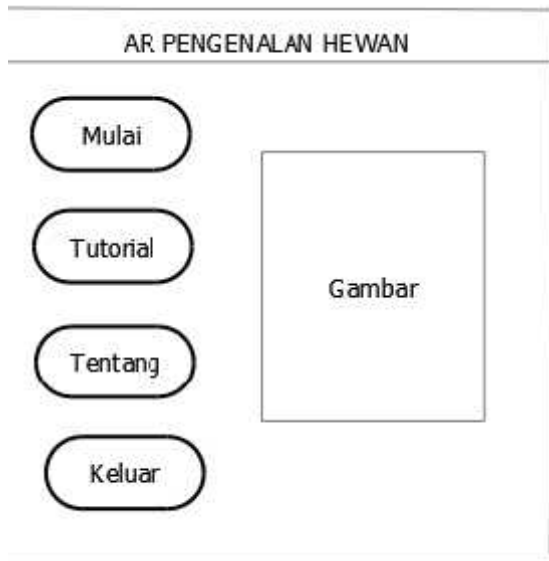 AR PENGENALAN HEWAN
Mulai
Tutorial
Gambar
Tentang
Keluar